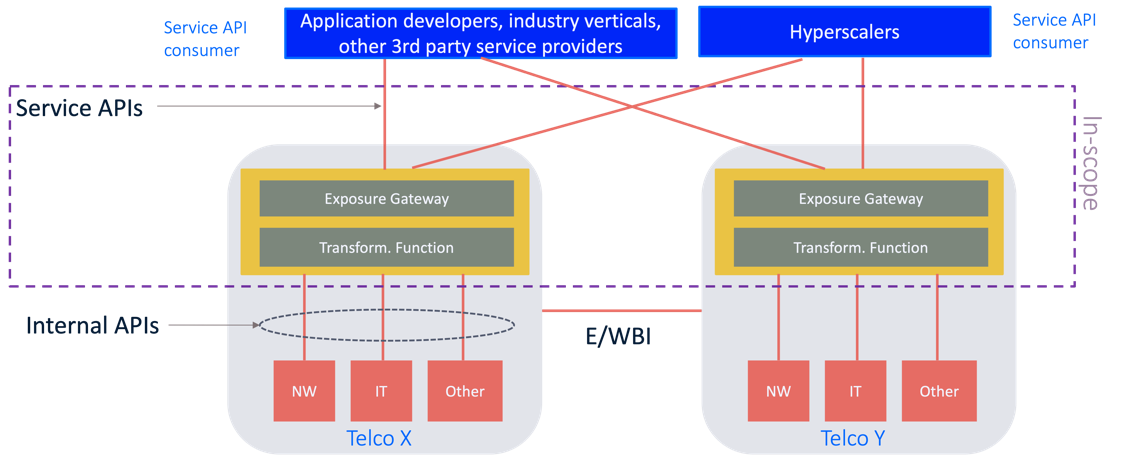 Service API
consumer
Application developers, industry verticals,
other 3rd party service providers
Hyperscalers
Service API
consumer
Service APIs
In-scope
Exposure Gateway
Transform. Function
Exposure Gateway
Transform. Function
Internal APIs
E/WBI
NW
IT
Other
NW
IT
Other
Telco X
Telco Y